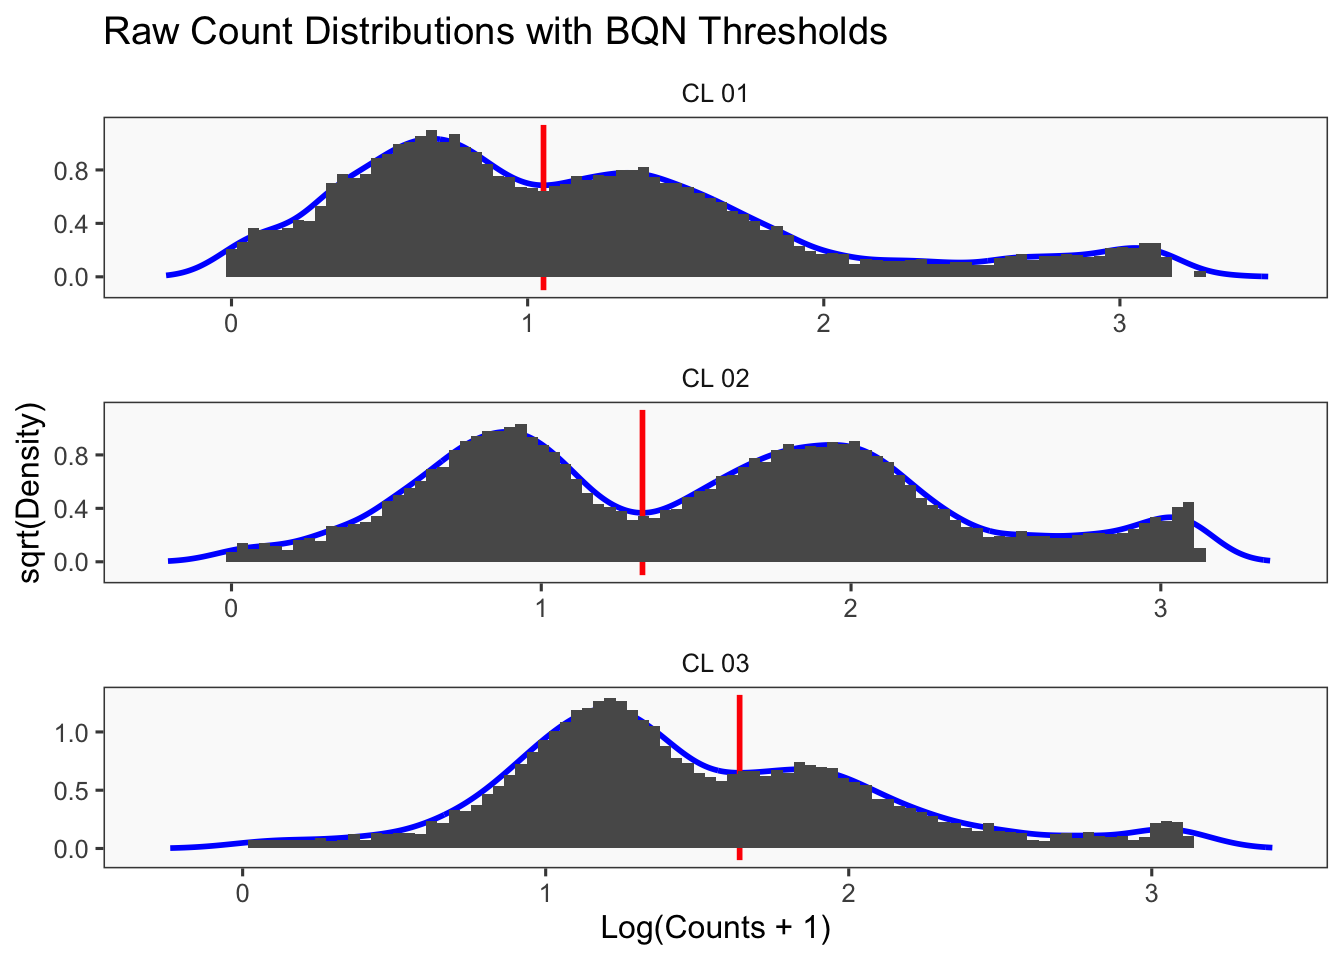 Raw Count Distributions with BQN Thresholds
CL 01
0.8
0.4
0.0
0 1 2 3
CL 02
sqrt(Density)
0.8
0.4
0.0
0 1 2 3
CL 03
1.0
0.5
0.0
0 1 2 3
Log(Counts + 1)